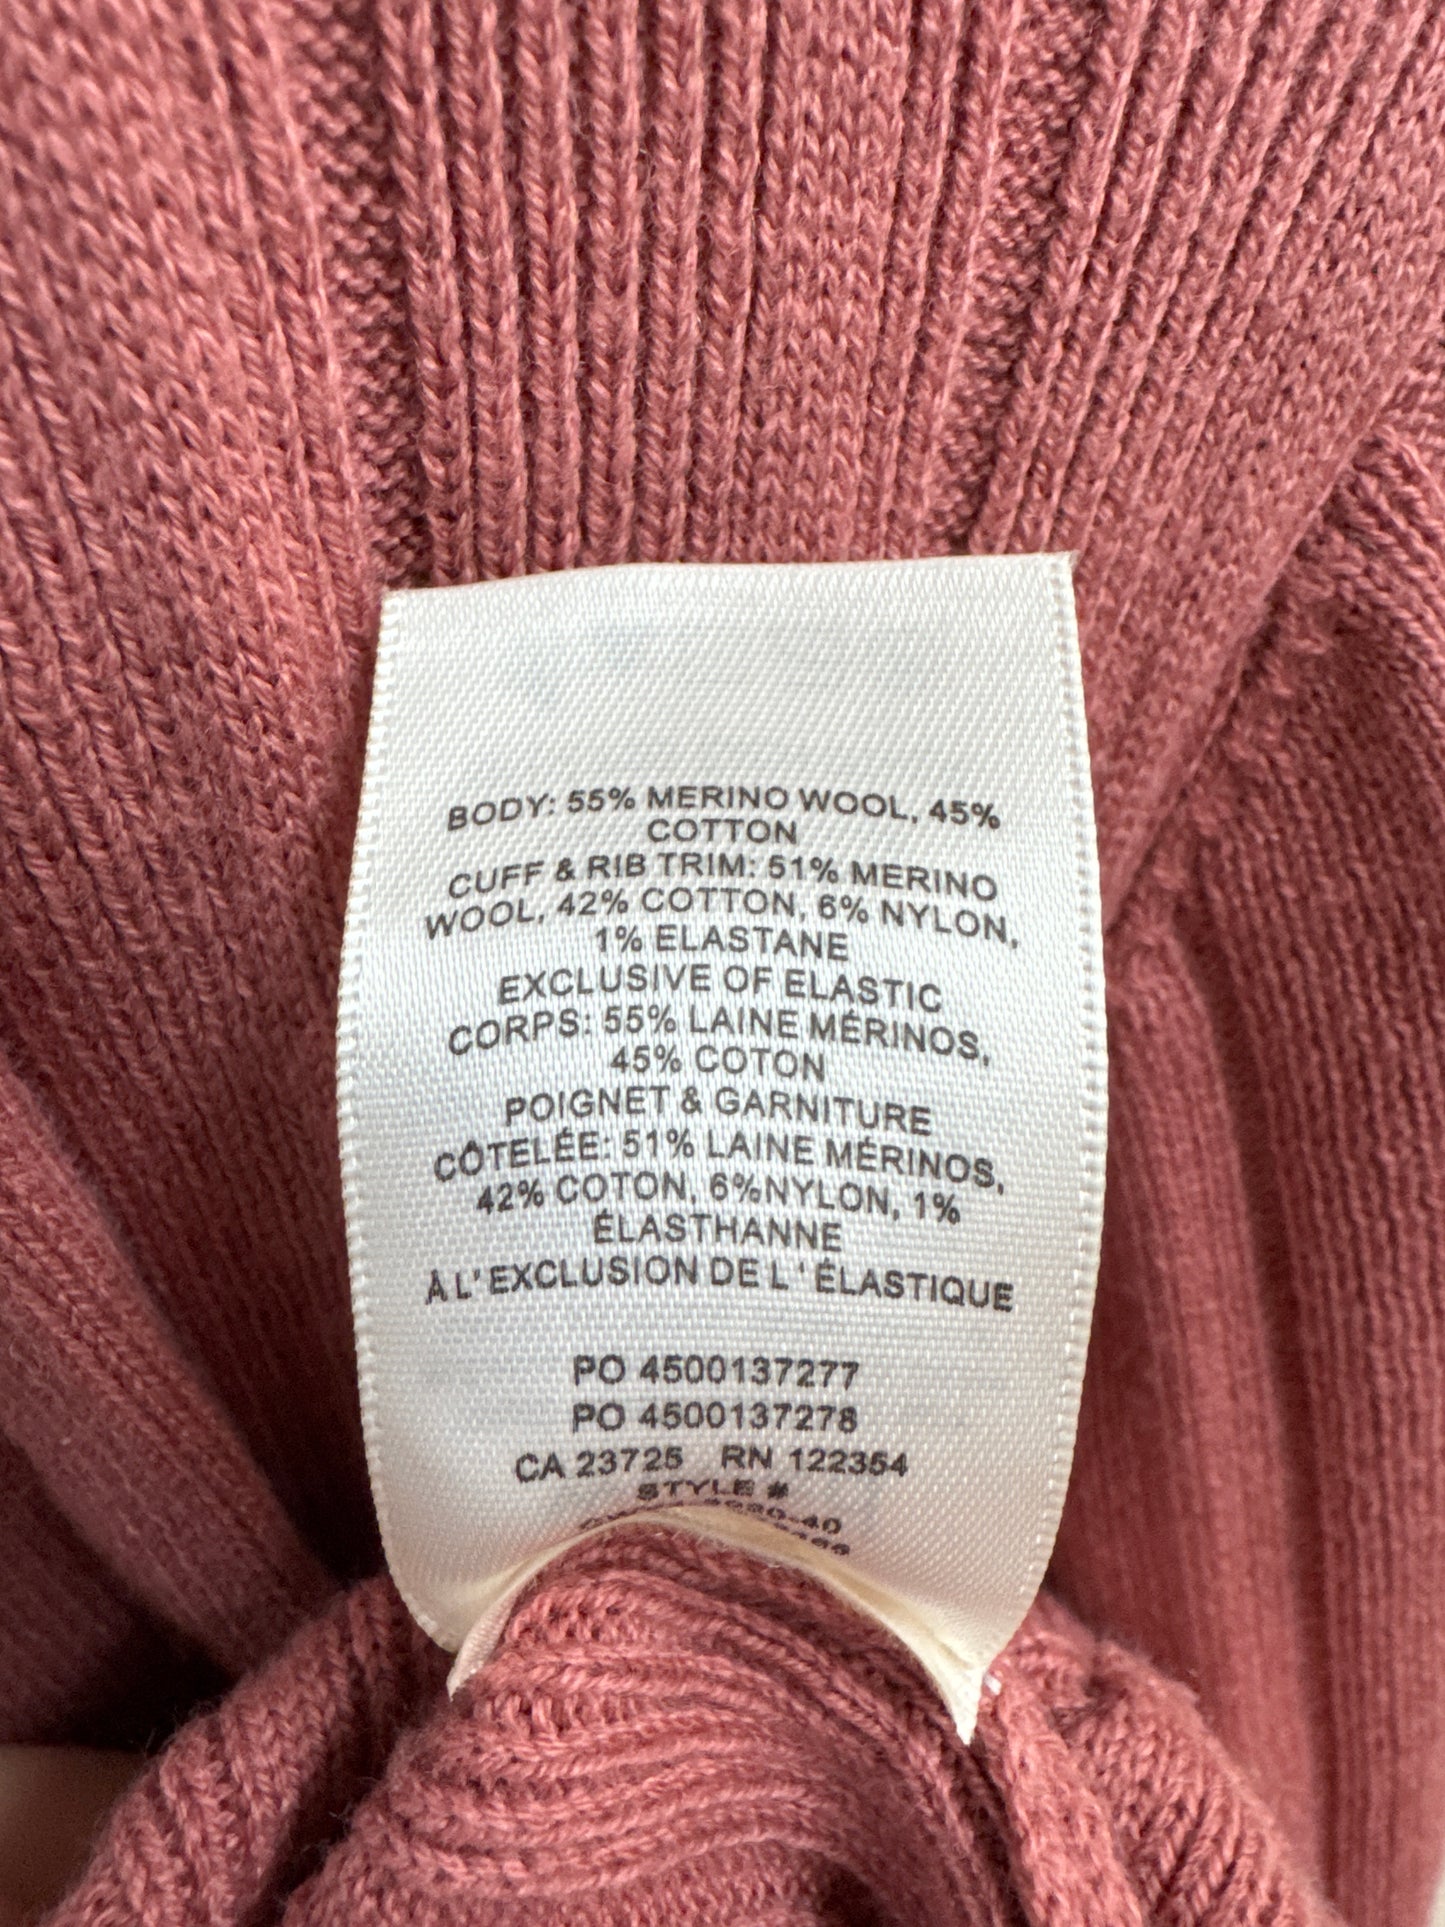 BODY: 55% MERINO WOOL, 45%
COTTON
CUFF & RIB TRIM: 51% MERINO
WOOL, 42% COTTON, 6% NYLON,
1% ELASTANE
EXCLUSIVE OF ELASTIC
CORPS: 55% LAINE MÉRINOS,
45% COTON
POIGNET & GARNITURE
CÔTELÉE: 51% LAINE MÉRINOS,
42% COTON, 6%NYLON, 1%
ÉLASTHANNE
À L'EXCLUSION DE L'ÉLASTIQUE
PO 4500137277
PO 4500137278
CA 23725 RN 122354
STYLE #